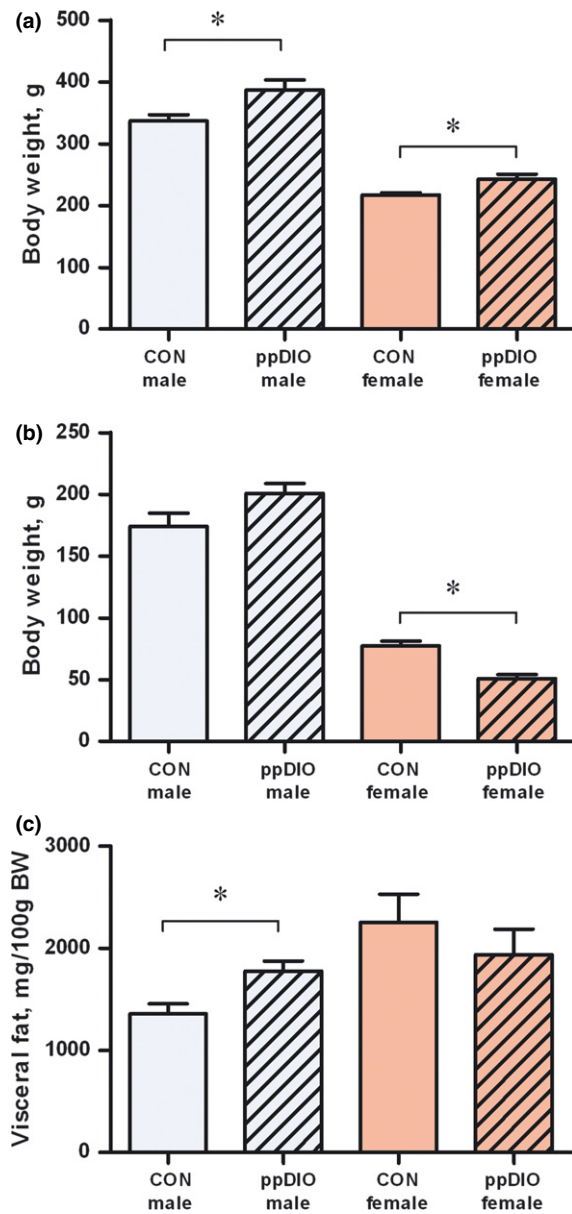 (a)
Body weight, g
500
400
300
200
100
0
*
*
CON
male
ppDIO
male
CON
female
ppDIO
female
(b)
Body weight, g
250
200
150
100
50
0
*
CON
male
ppDIO
male
CON
female
ppDIO
female
(c)
Visceral fat, mg/100g BW
3000
2000
1000
0
*
CON
male
ppDIO
male
CON
female
ppDIO
female